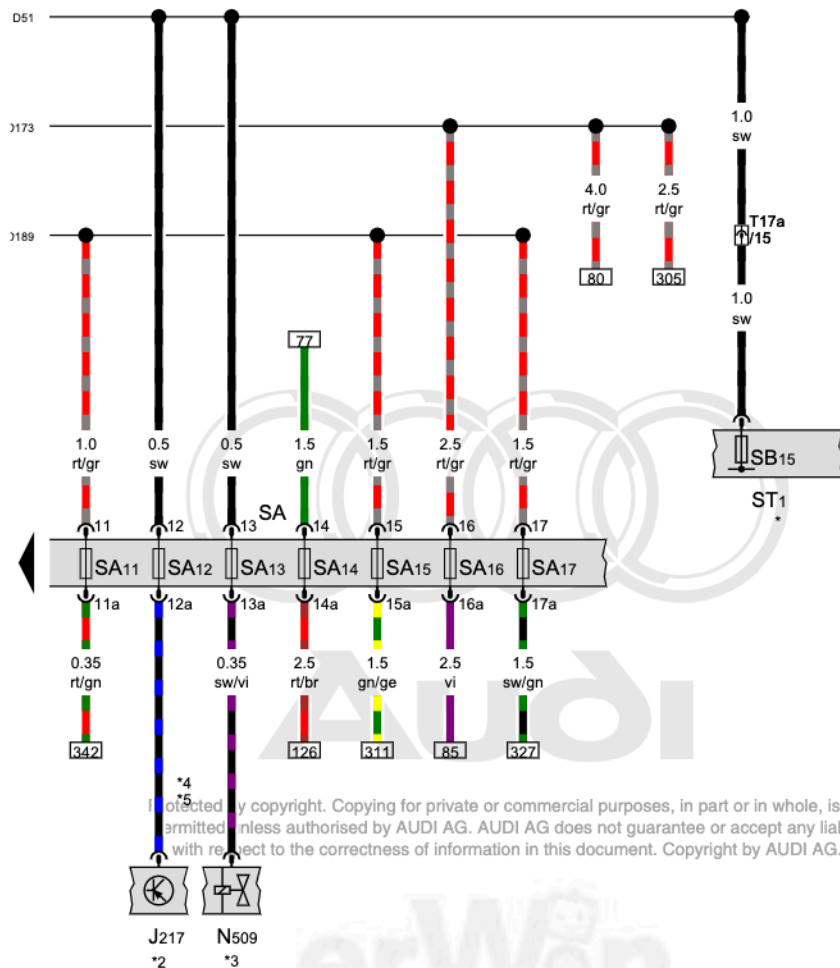 D51
1.0
sw
D173
4.0
rt/gr
2.5
rt/gr
T17a
/15
D189
80
305
1.0
sw
77
1.0
rt/gr
0.5
sw
0.5
sw
1.5
gn
1.5
rt/gr
2.5
rt/gr
1.5
rt/gr
SB15
ST1
*
SA
11 12 13 14 15 16 17
SA11 SA12 SA13 SA14 SA15 SA16 SA17
11a 12a 13a 14a 15a 16a 17a
0.35
rt/gn
0.35
sw/vi
2.5
rt/br
1.5
gn/ge
2.5
vi
1.5
sw/gn
342
126
311
85
327
Audi
*4
*5
Protected by copyright. Copying for private or commercial purposes, in part or in whole, is
permitted unless authorised by AUDI AG. AUDI AG does not guarantee or accept any liab
with respect to the correctness of information in this document. Copyright by AUDI AG.
J217
*2
N509
*3